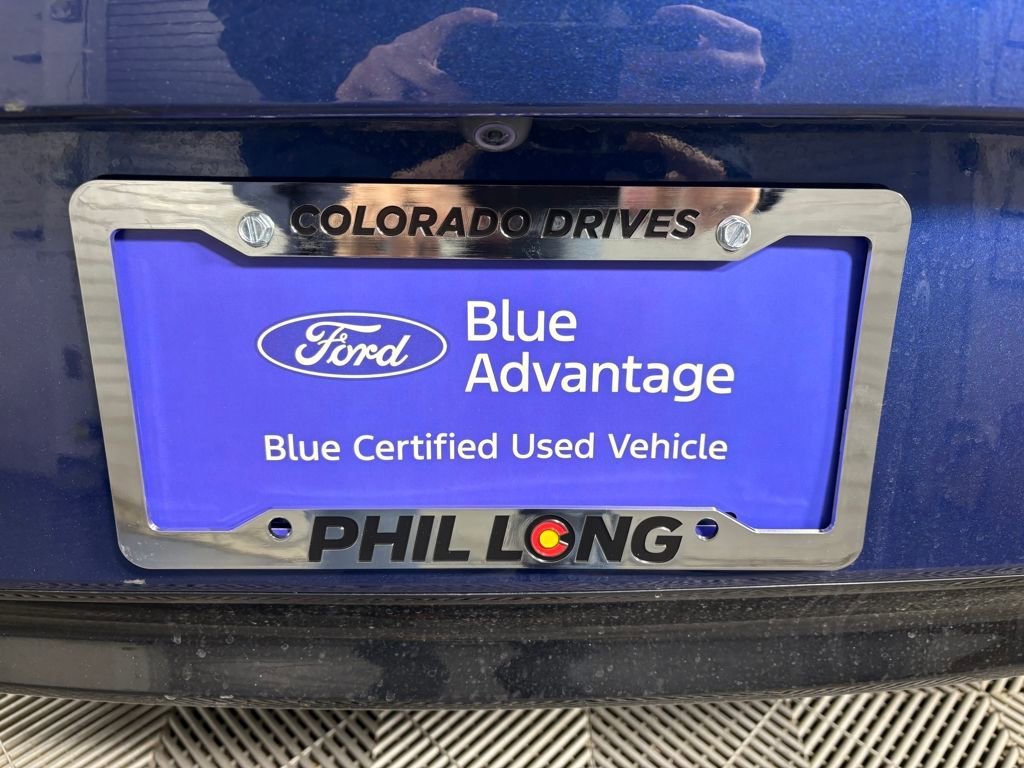 COLORADO DRIVES
Ford
Blue
Advantage
Blue Certified Used Vehicle
PHIL LONG